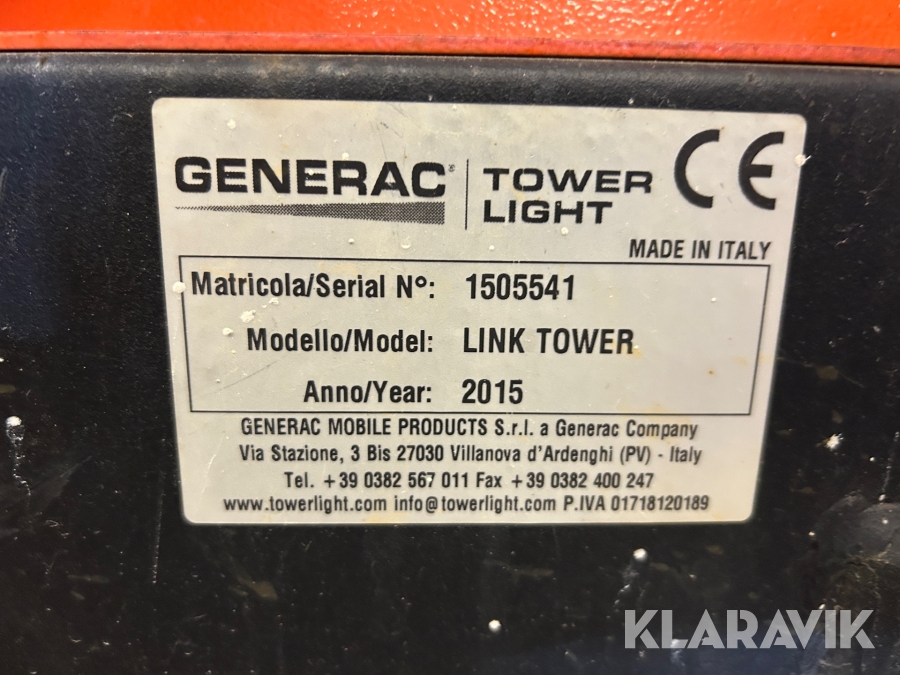 GENERAC® TOWER LIGHT CE
MADE IN ITALY
Matricola/Serial N°: 1505541
Modello/Model: LINK TOWER
Anno/Year: 2015
GENERAC MOBILE PRODUCTS S.r.l. a Generac Company
Via Stazione, 3 Bis 27030 Villanova d'Ardenghi (PV) - Italy
Tel. +39 0382 567 011 Fax +39 0382 400 247
www.towerlight.com info@towerlight.com P.IVA 01718120189
KLARAVIK